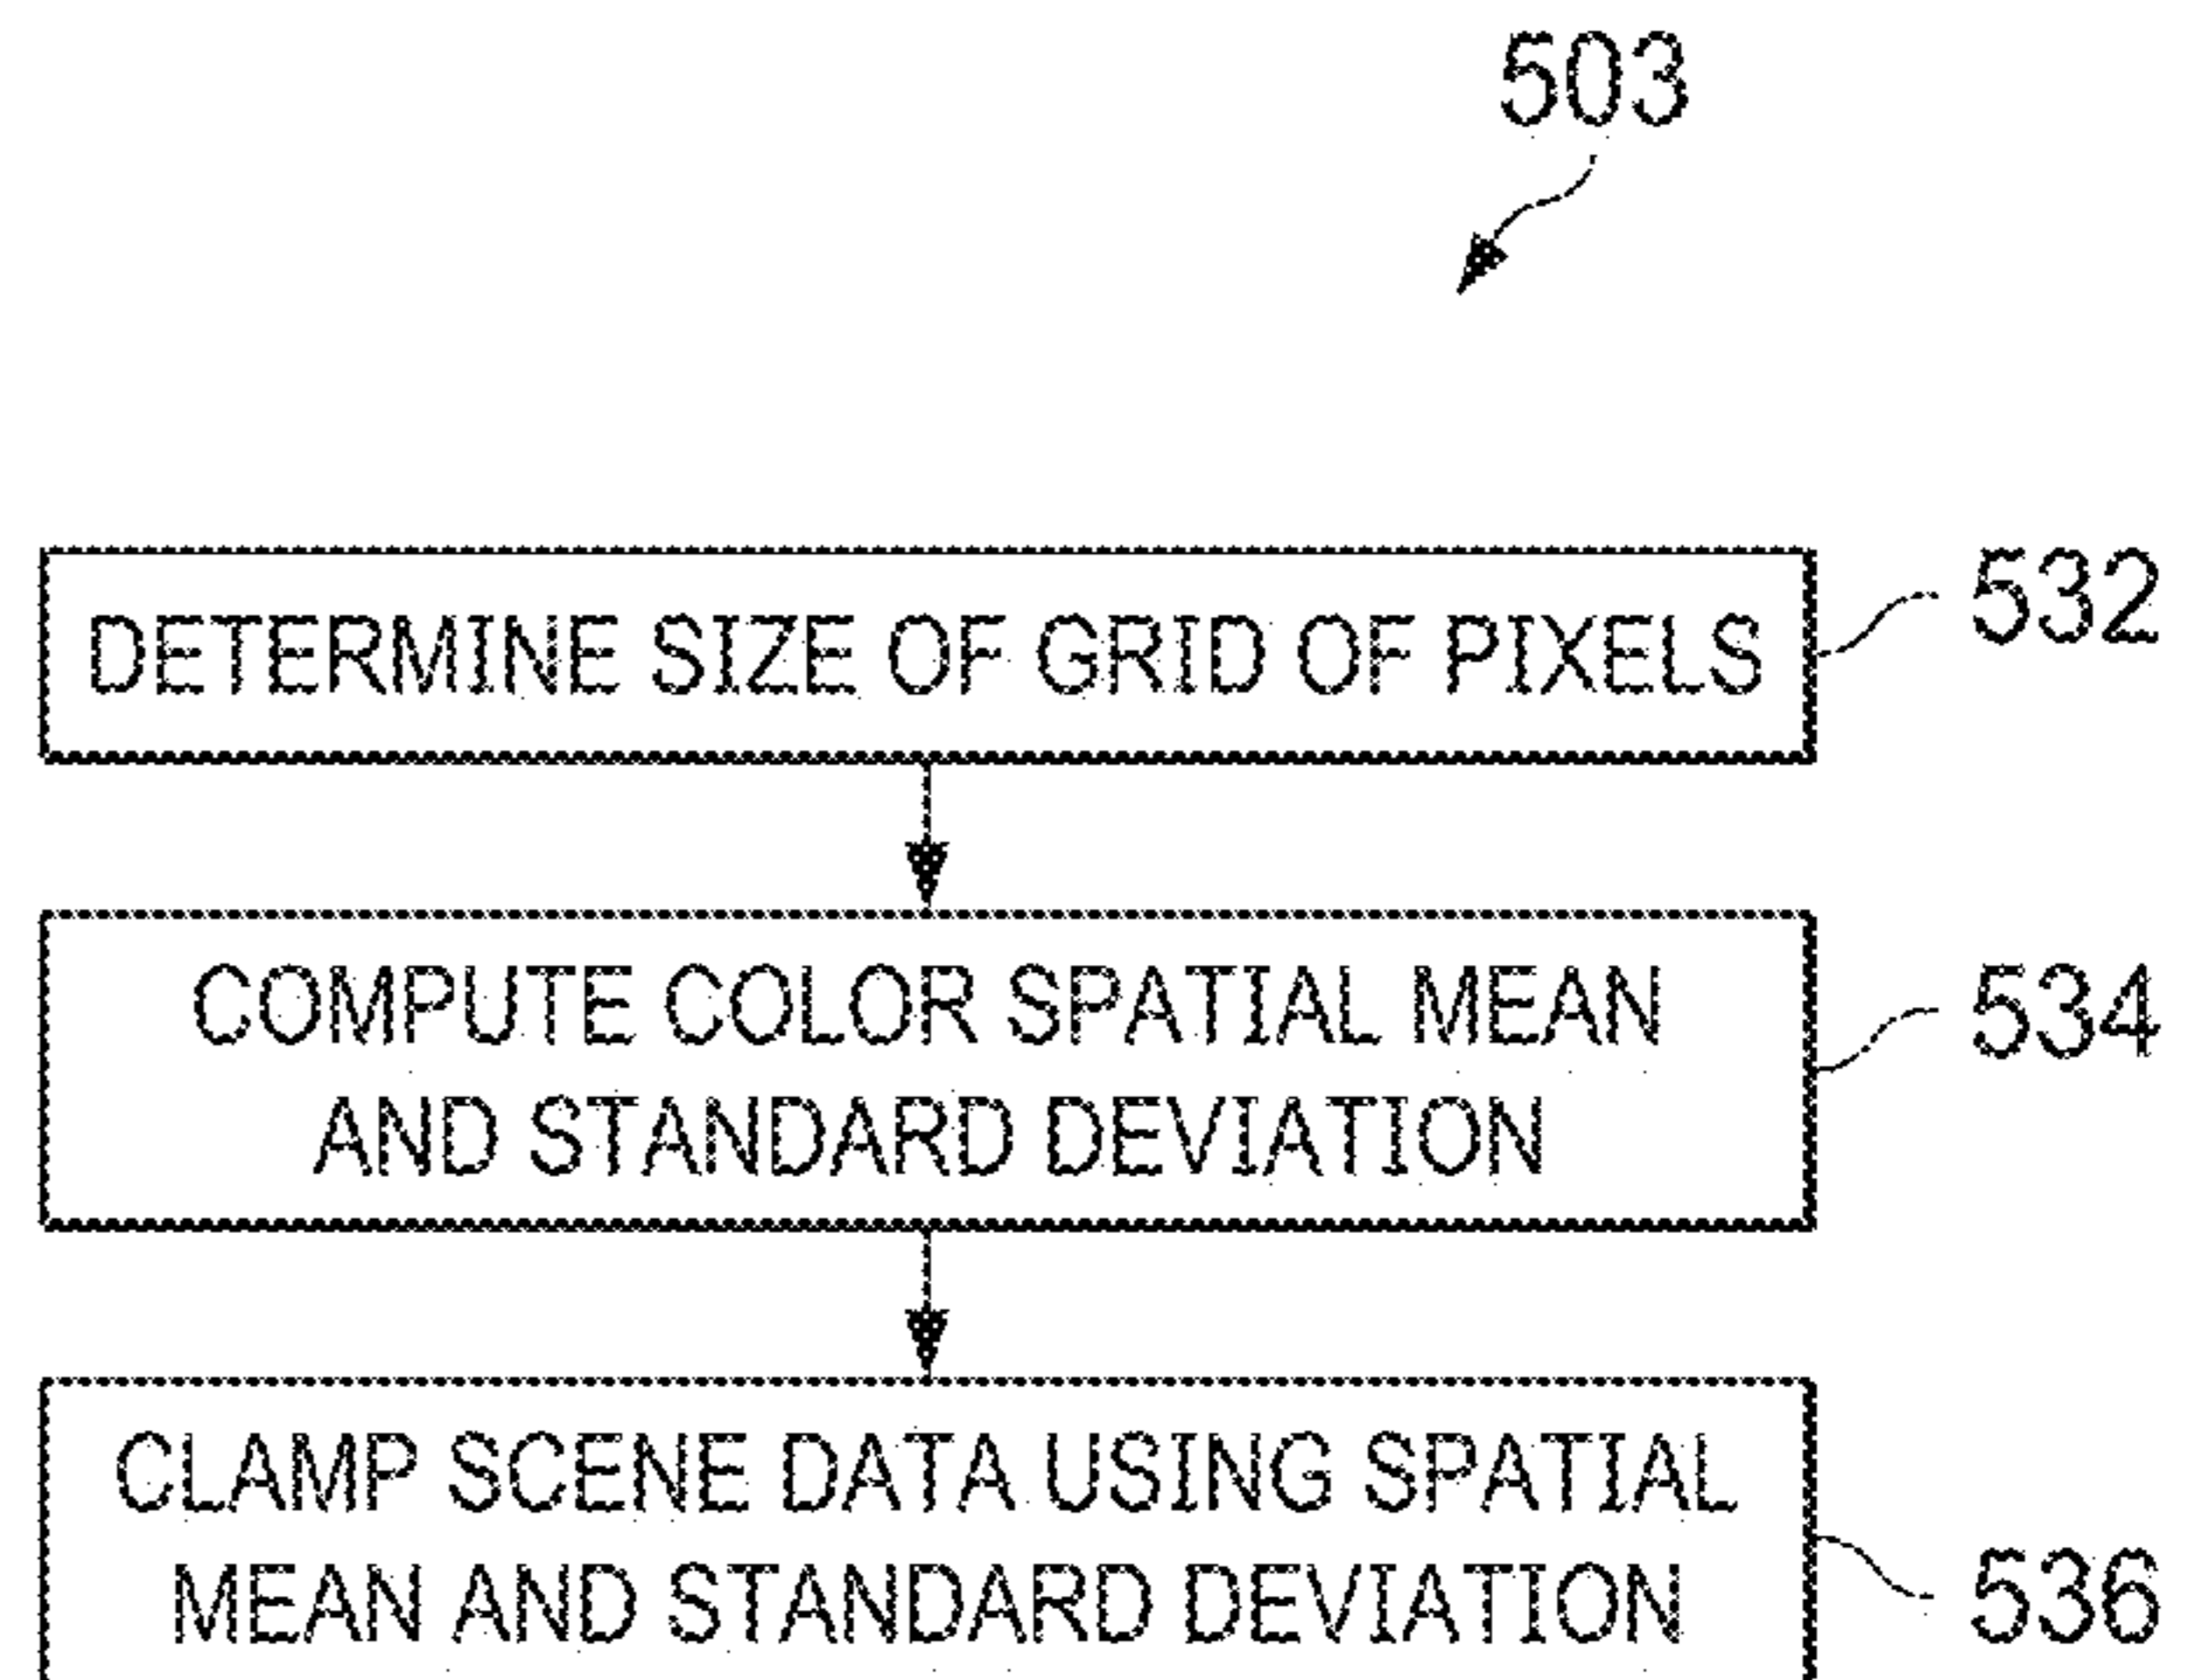 503
DETERMINE SIZE OF GRID OF PIXELS
532
COMPUTE COLOR SPATIAL MEAN
AND STANDARD DEVIATION
534
CLAMP SCENE DATA USING SPATIAL
MEAN AND STANDARD DEVIATION
536